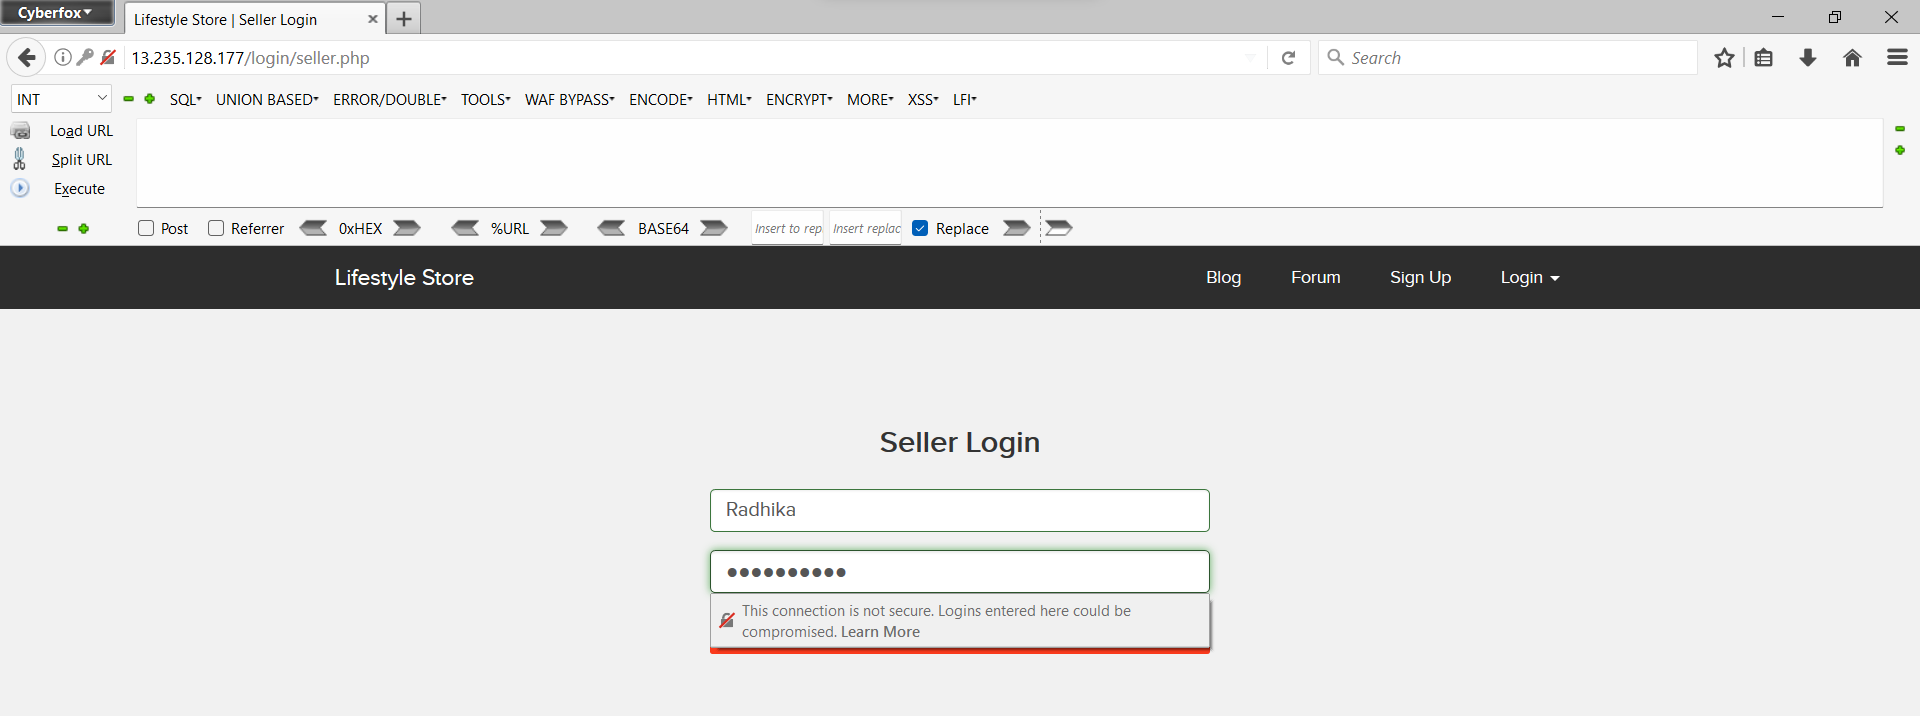 Cyberfox
Lifestyle Store | Seller Login
13.235.128.177/login/seller.php
Search
INT
SQL UNION BASED ERROR/DOUBLE TOOLS WAF BYPASS ENCODE HTML ENCRYPT MORE XSS LFI
Load URL
Split URL
Execute
Post Referrer 0xHEX %URL BASE64 Insert to rep Insert replac Replace
Lifestyle Store Blog Forum Sign Up Login
Seller Login
Radhika
This connection is not secure. Logins entered here could be
compromised. Learn More